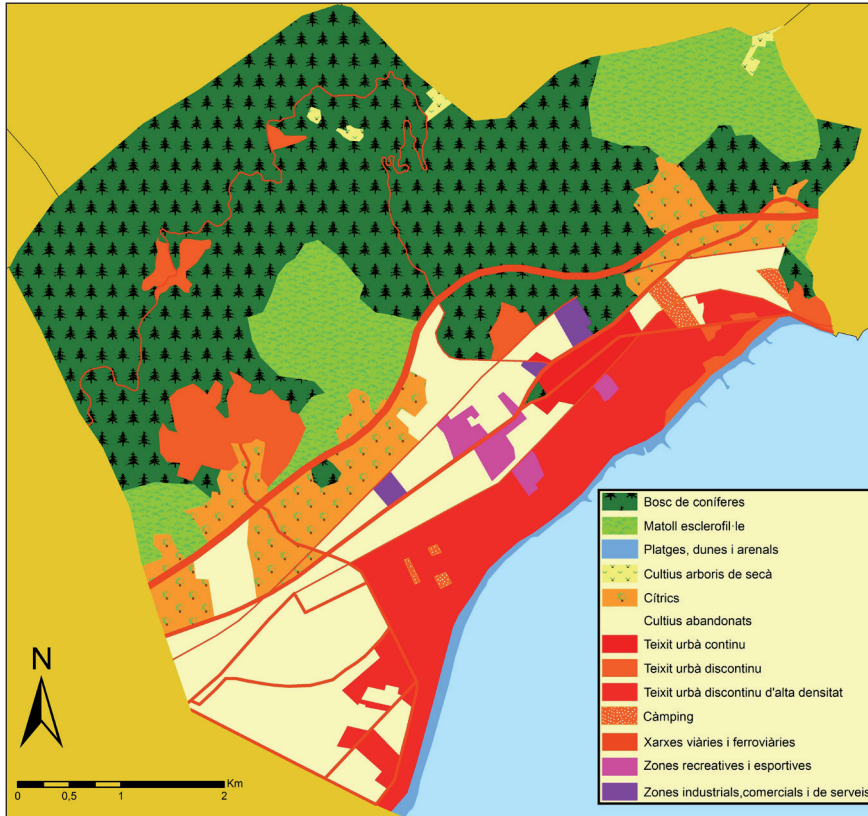 Bosc de coníferes
Matoll esclerofil·le
Platges, dunes i arenals
Cultius arboris de secà
Cítrics
Cultius abandonats
Teixit urbà continu
Teixit urbà discontinu
Teixit urbà discontinu d'alta densitat
Càmping
Xarxes viàries i ferroviàries
Zones recreatives i esportives
Zones industrials,comercials i de serveis
N
Km
0 0,5 1 2